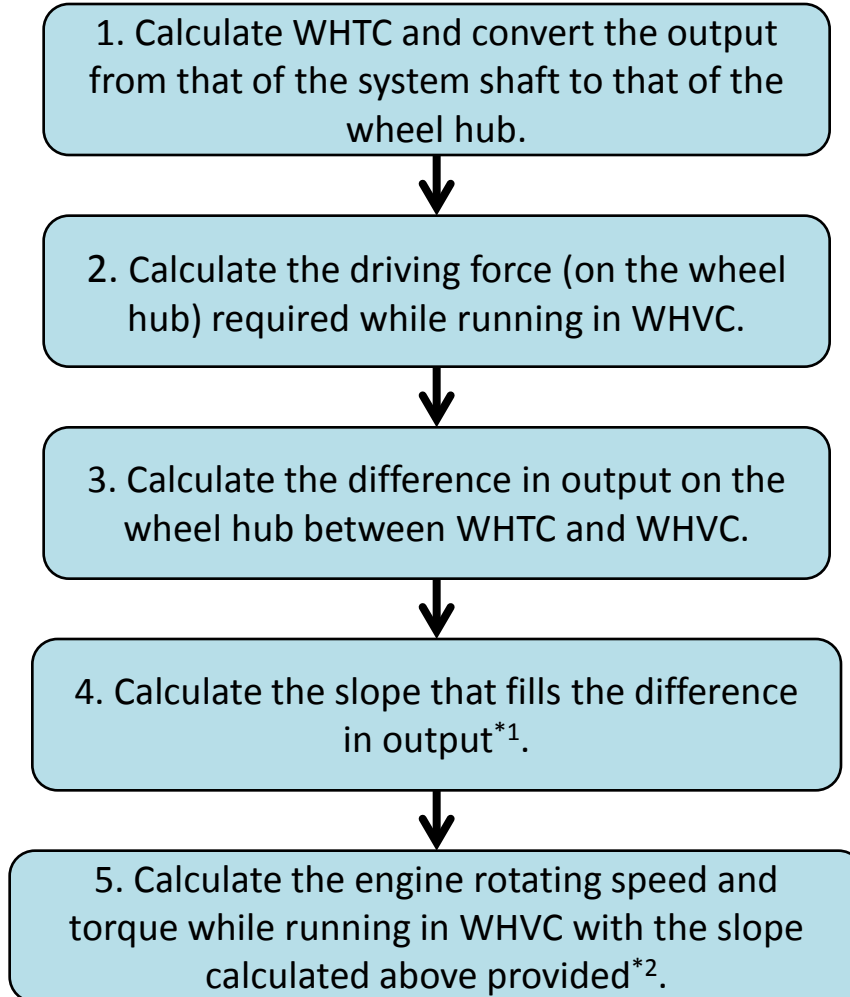 1. Calculate WHTC and convert the output
from that of the system shaft to that of the
wheel hub.
2. Calculate the driving force (on the wheel
hub) required while running in WHVC.
3. Calculate the difference in output on the
wheel hub between WHTC and WHVC.
4. Calculate the slope that fills the difference
in output*1.
5. Calculate the engine rotating speed and
torque while running in WHVC with the slope
calculated above provided*2.